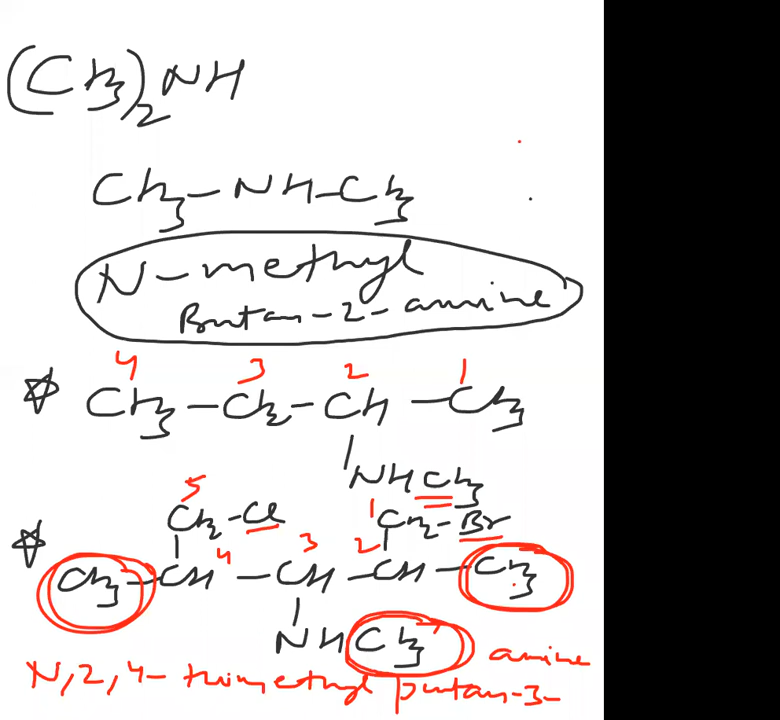 (CH3)2NH
CH3-NH-CH3
N-methyl
Butan-2-amine
4 3 2 1
CH3-CH2-CH-CH3
NHCH3
5 1
CH2-Cl CH2-Br
4 3 2
CH3-CH-CH-CH-CH3
NHCH3
amine
N,2,4-trimethyl pentan-3-